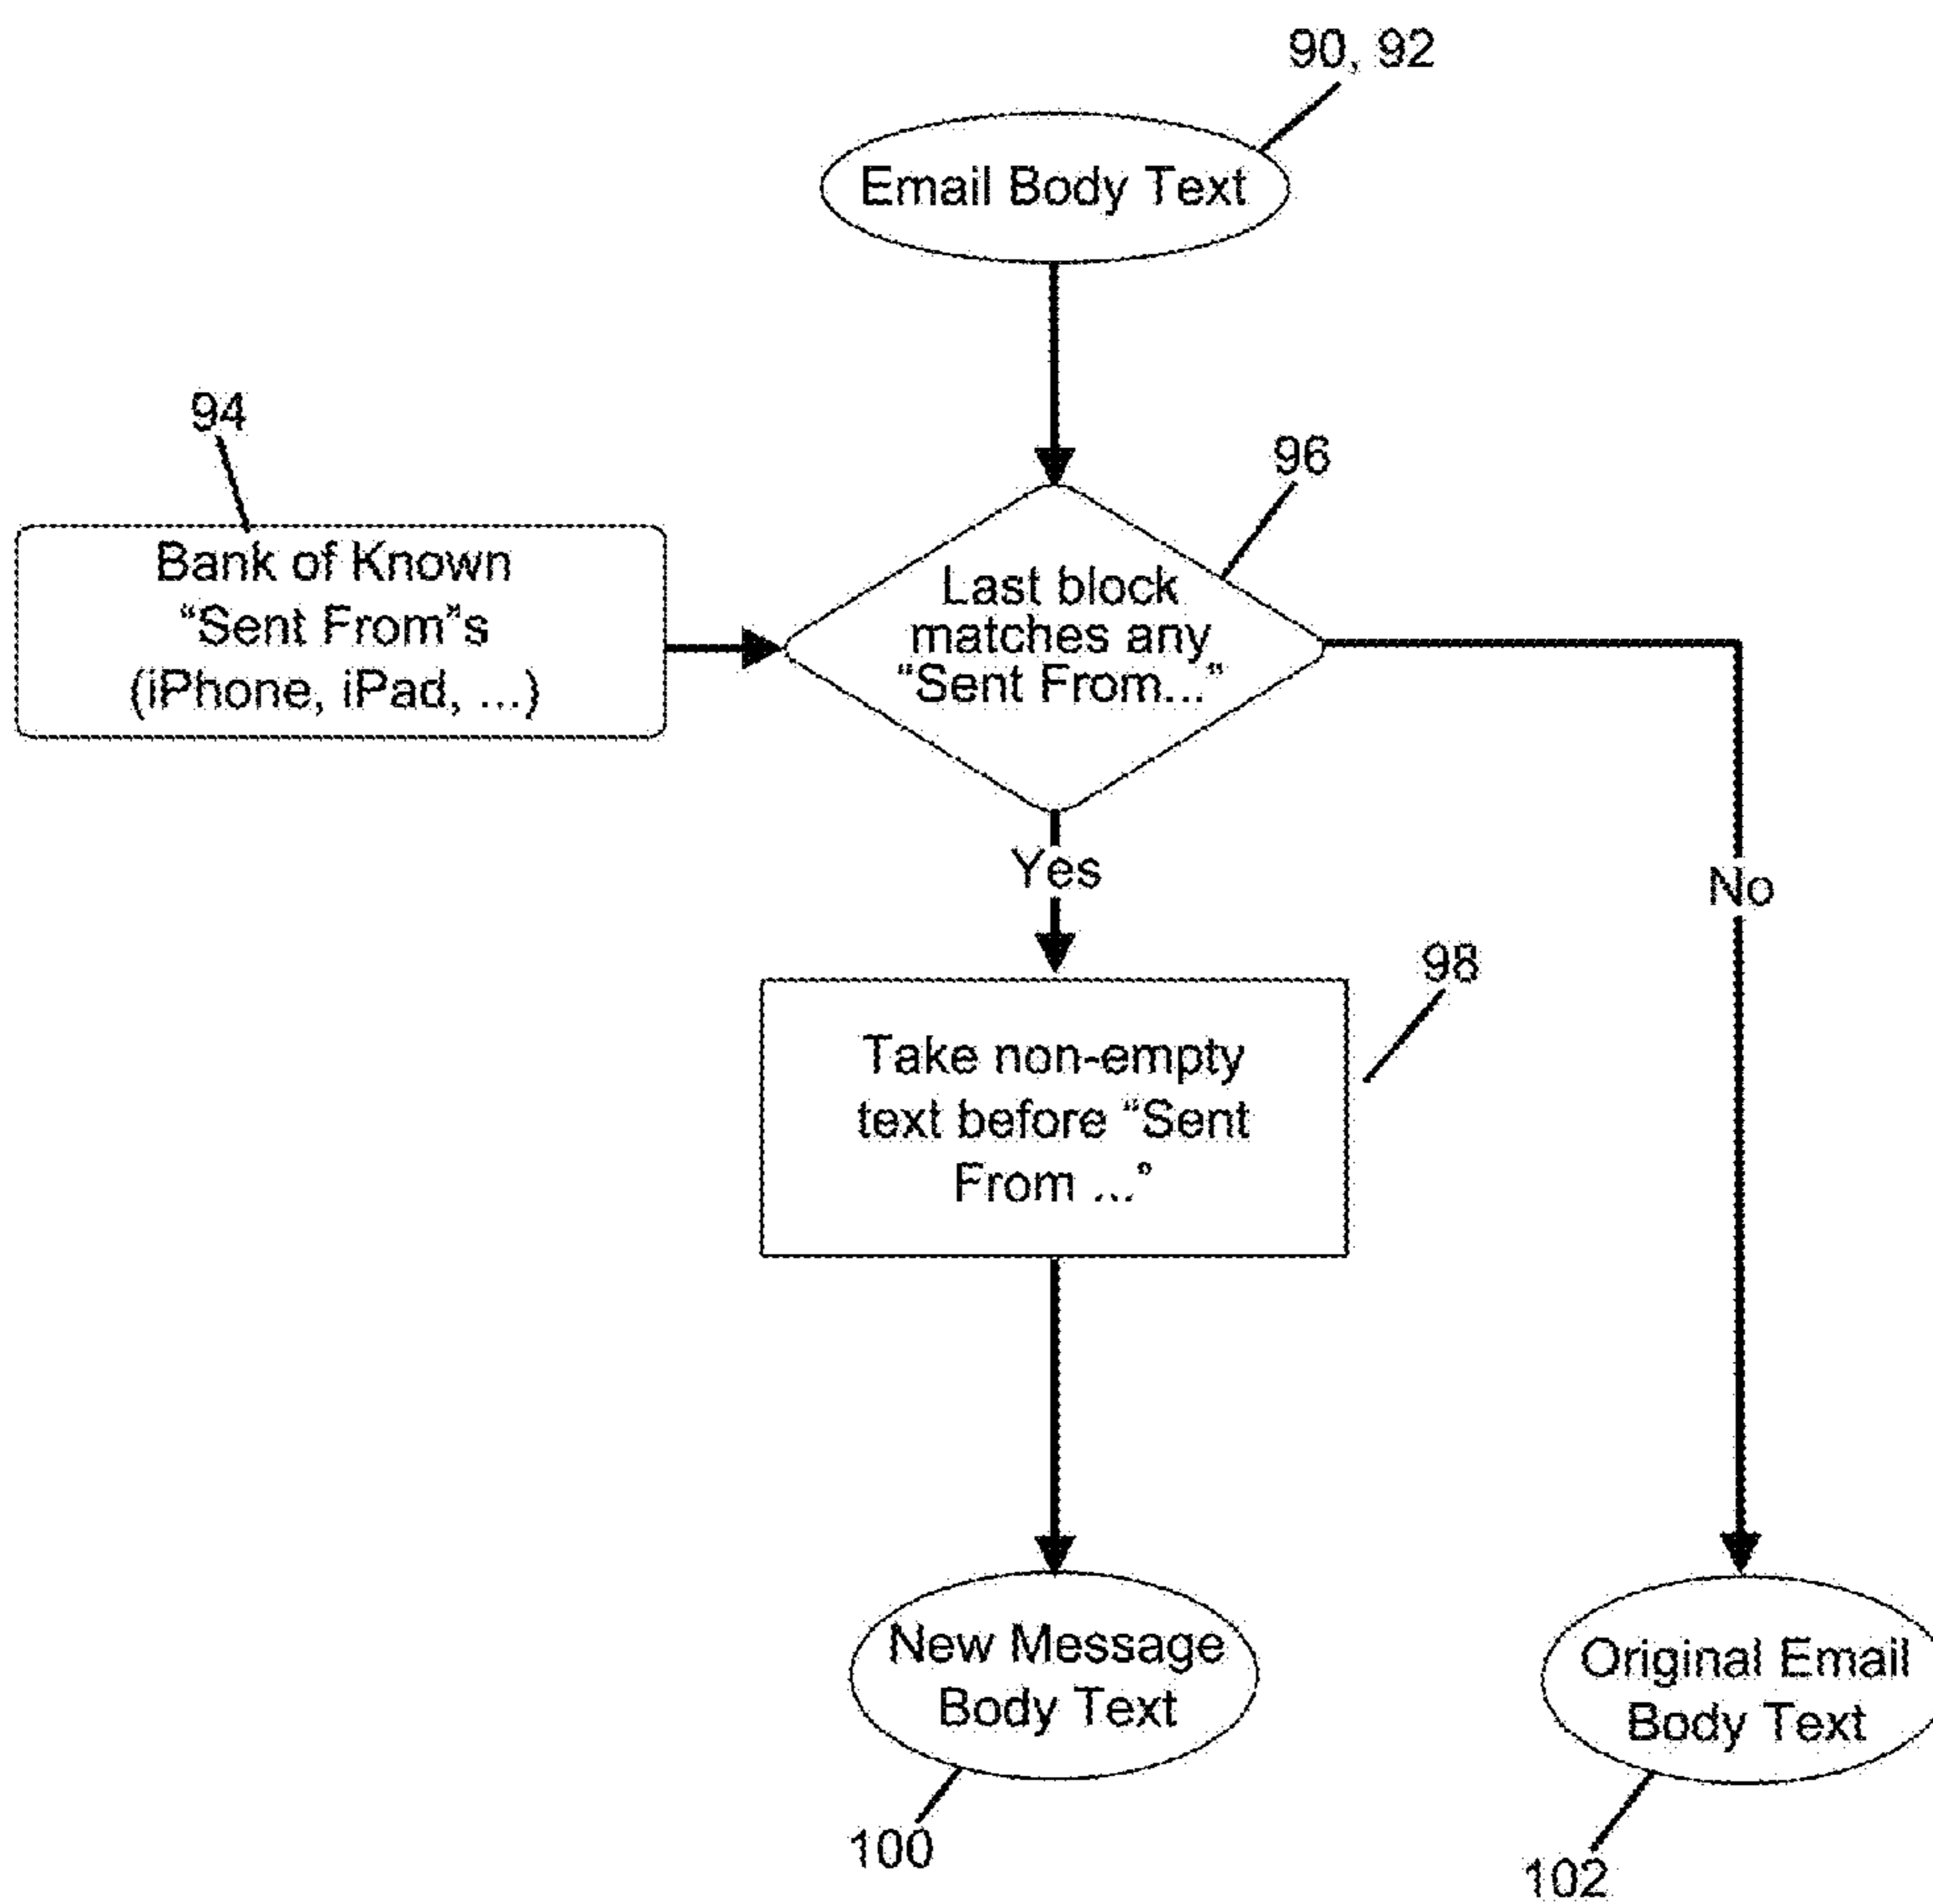 90, 92
Email Body Text
94
Bank of Known
“Sent From”s
(iPhone, iPad, ...)
96
Last block
matches any
“Sent From...”
Yes
No
98
Take non-empty
text before “Sent
From ...”
New Message
Body Text
Original Email
Body Text
100
102